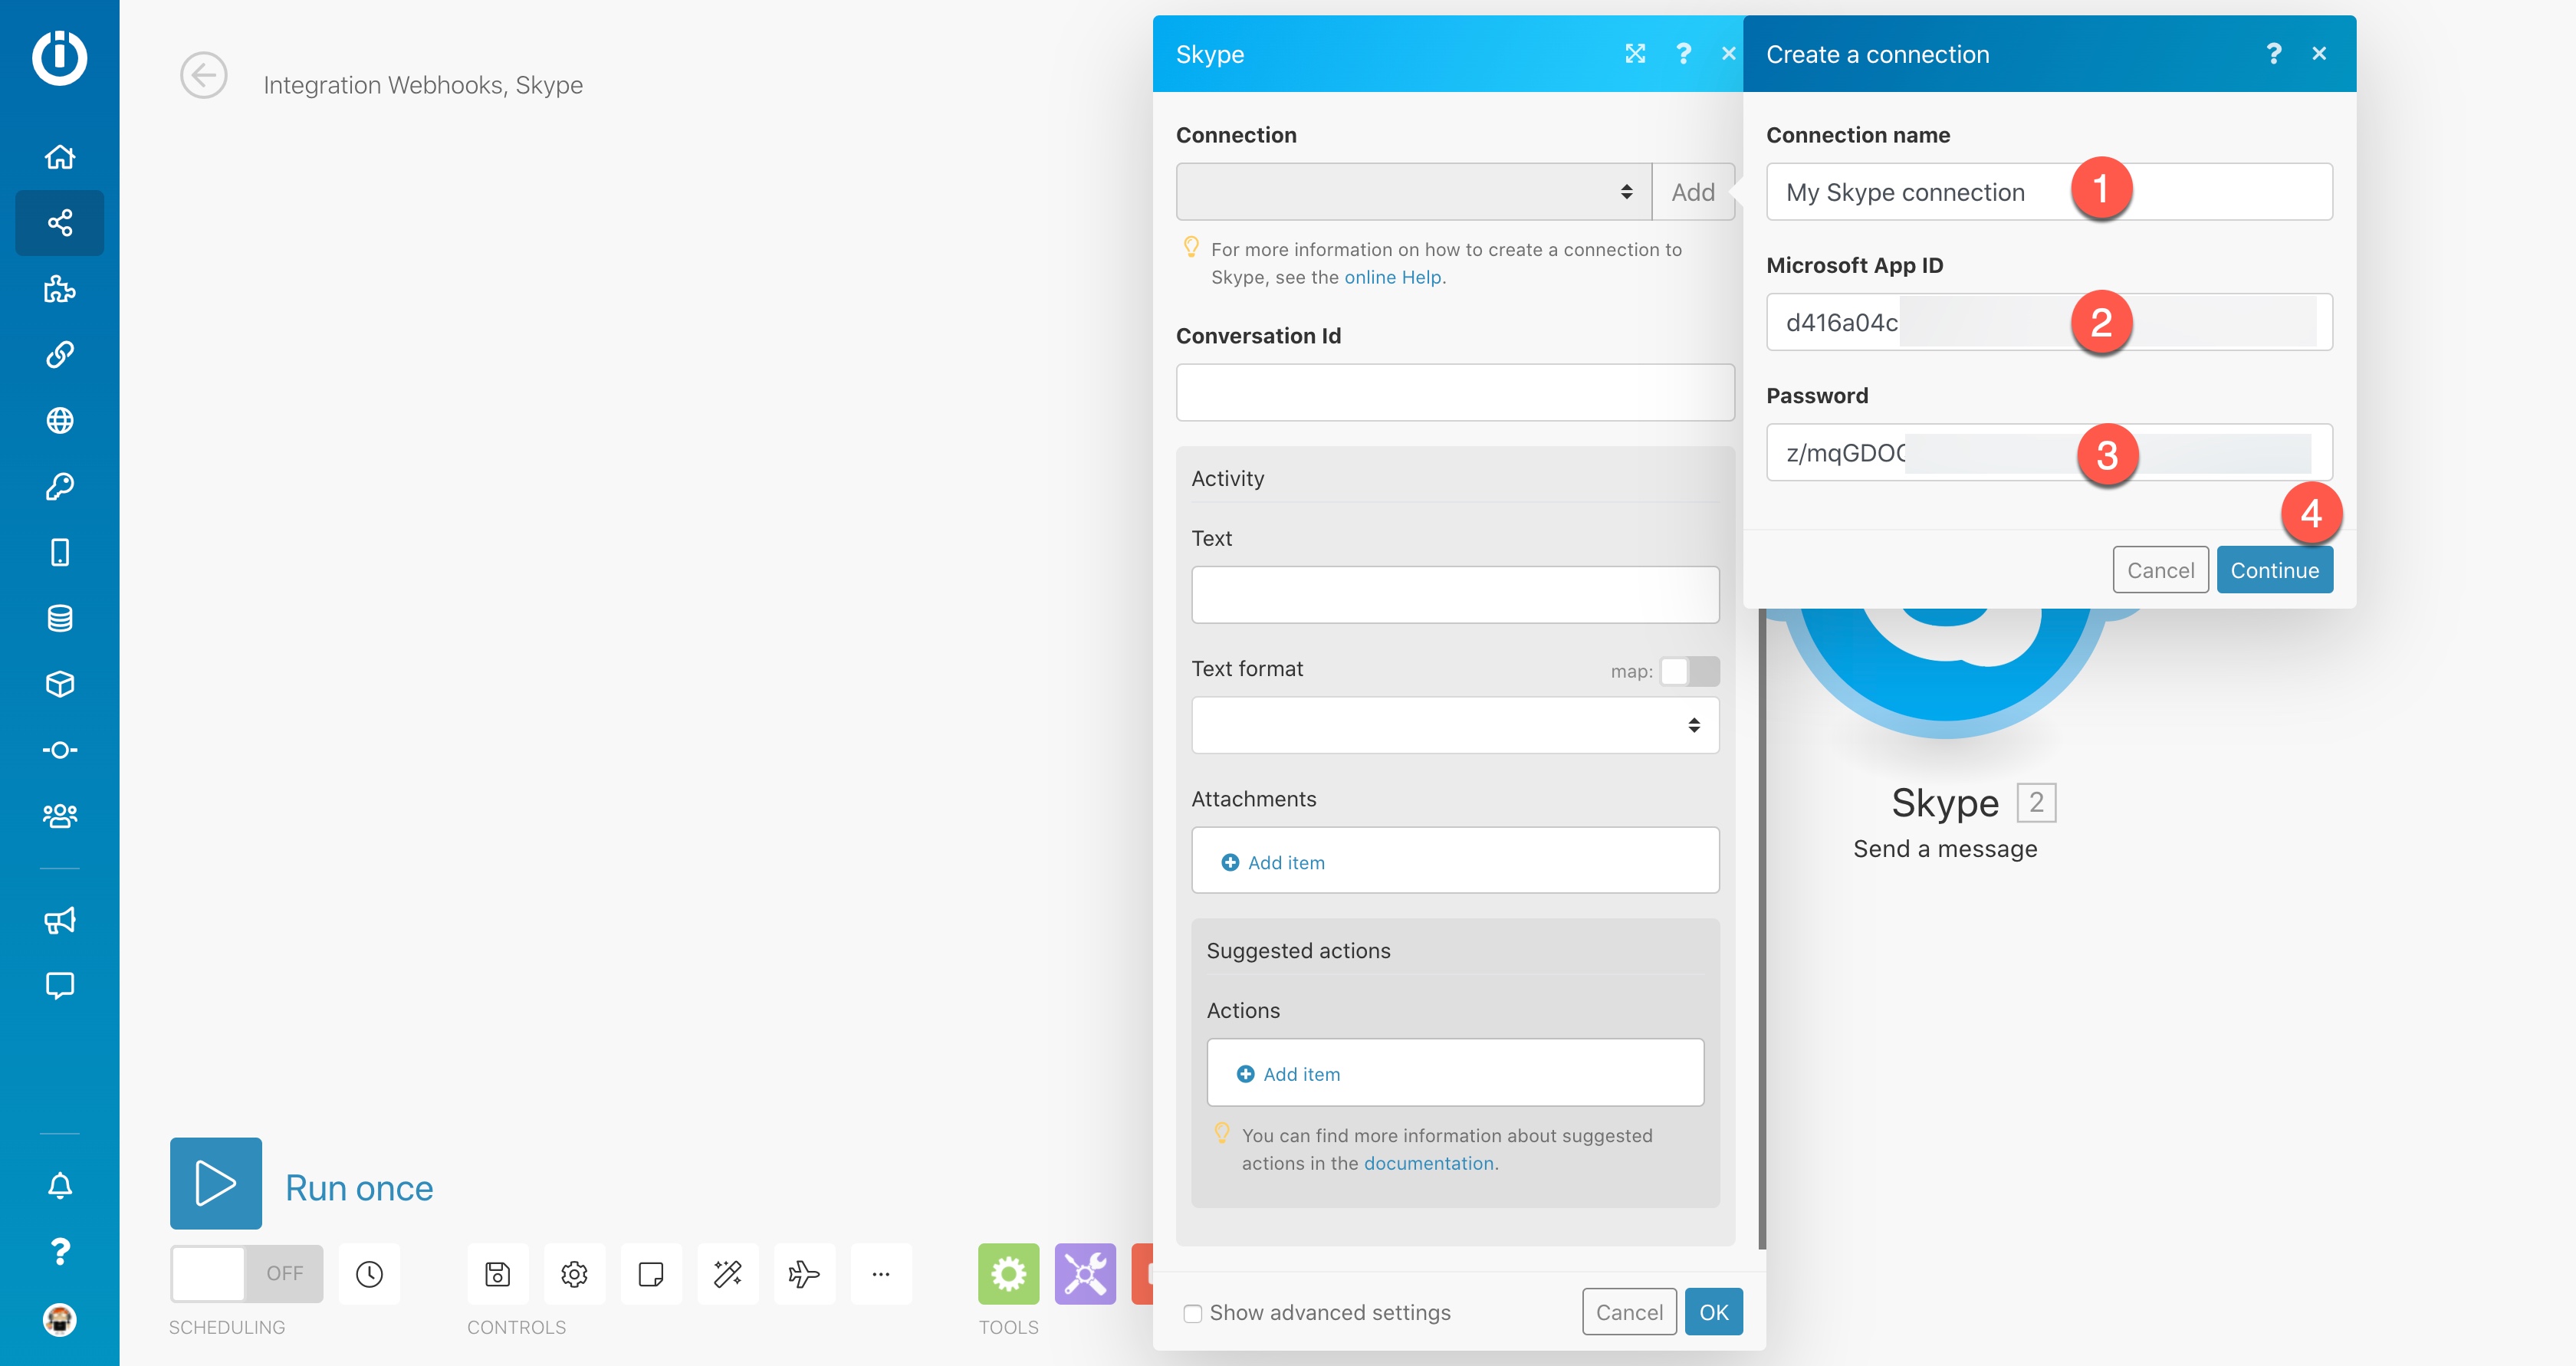 Integration Webhooks, Skype
Skype
Connection
Add
For more information on how to create a connection to
Skype, see the online Help.
Conversation Id
Activity
Text
Text format
map:
Attachments
Add item
Suggested actions
Actions
Add item
You can find more information about suggested
actions in the documentation.
Show advanced settings
Cancel
OK
Create a connection
Connection name
My Skype connection
1
Microsoft App ID
d416a04c
2
Password
z/mqGDO
3
4
Cancel
Continue
Skype 2
Send a message
Run once
OFF
SCHEDULING
CONTROLS
TOOLS